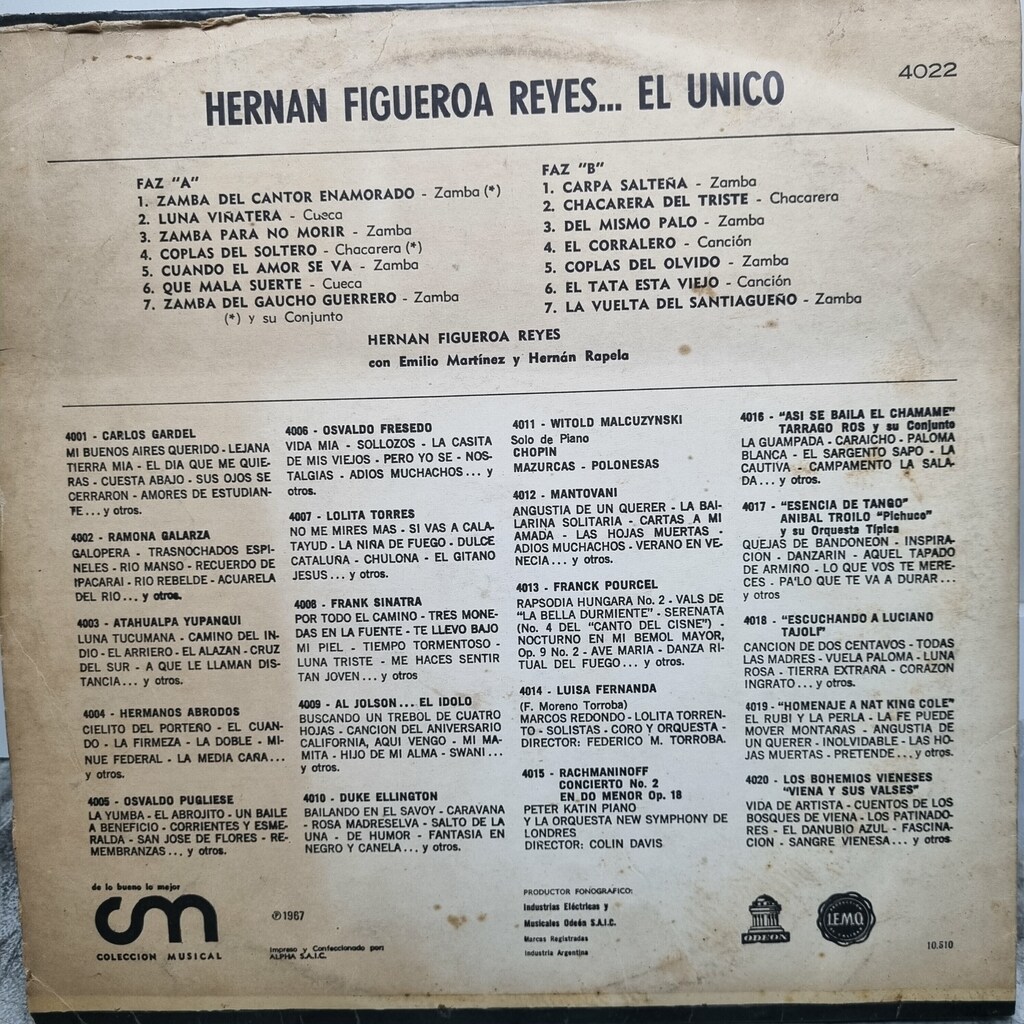 4022
HERNAN FIGUEROA REYES... EL UNICO
FAZ "A"
1. ZAMBA DEL CANTOR ENAMORADO - Zamba (*)
2. LUNA VIÑATERA - Cueca
3. ZAMBA PARA NO MORIR - Zamba
4. COPLAS DEL SOLTERO - Chacarera (*)
5. CUANDO EL AMOR SE VA - Zamba
6. QUE MALA SUERTE - Cueca
7. ZAMBA DEL GAUCHO GUERRERO - Zamba
(*) y su Conjunto
FAZ "B"
1. CARPA SALTEÑA - Zamba
2. CHACARERA DEL TRISTE - Chacarera
3. DEL MISMO PALO - Zamba
4. EL CORRALERO - Canción
5. COPLAS DEL OLVIDO - Zamba
6. EL TATA ESTA VIEJO - Canción
7. LA VUELTA DEL SANTIAGUEÑO - Zamba
HERNAN FIGUEROA REYES
con Emilio Martínez y Hernán Rapela
4001 - CARLOS GARDEL
MI BUENOS AIRES QUERIDO - LEJANA
TIERRA MIA - EL DIA QUE ME QUIE-
RAS - CUESTA ABAJO - SUS OJOS SE
CERRARON - AMORES DE ESTUDIAN-
TE... y otros.
4002 - RAMONA GALARZA
GALOPERA - TRASNOCHADOS ESPI-
NELES - RIO MANSO - RECUERDO DE
IPACARAI - RIO REBELDE - ACUARELA
DEL RIO... y otros.
4003 - ATAHUALPA YUPANQUI
LUNA TUCUMANA - CAMINO DEL IN-
DIO - EL ARRIERO - EL ALAZAN - CRUZ
DEL SUR - A QUE LE LLAMAN DIS-
TANCIA... y otros.
4004 - HERMANOS ABRODOS
CIELITO DEL PORTEÑO - EL CUAN-
DO - LA FIRMEZA - LA DOBLE - MI-
NUE FEDERAL - LA MEDIA CAÑA...
y otros.
4005 - OSVALDO PUGLIESE
LA YUMBA - EL ABROJITO - UN BAILE
A BENEFICIO - CORRIENTES Y ESME-
RALDA - SAN JOSE DE FLORES - RE-
MEMBRANZAS... y otros.
4006 - OSVALDO FRESEDO
VIDA MIA - SOLLOZOS - LA CASITA
DE MIS VIEJOS - PERO YO SE - NOS-
TALGIAS - ADIOS MUCHACHOS... y
otros.
4007 - LOLITA TORRES
NO ME MIRES MAS - SI VAS A CALA-
TAYUD - LA NIÑA DE FUEGO - DULCE
CATALUÑA - CHULONA - EL GITANO
JESUS... y otros.
4008 - FRANK SINATRA
POR TODO EL CAMINO - TRES MONE-
DAS EN LA FUENTE - TE LLEVO BAJO
MI PIEL - TIEMPO TORMENTOSO -
LUNA TRISTE - ME HACES SENTIR
TAN JOVEN... y otros
4009 - AL JOLSON... EL IDOLO
BUSCANDO UN TREBOL DE CUATRO
HOJAS - CANCION DEL ANIVERSARIO
CALIFORNIA, AQUI VENGO - MI MA-
MITA - HIJO DE MI ALMA - SWANI...
y otros.
4010 - DUKE ELLINGTON
BAILANDO EN EL SAVOY - CARAVANA
- ROSA MADRESELVA - SALTO DE LA
UNA - DE HUMOR - FANTASIA EN
NEGRO Y CANELA... y otros.
4011 - WITOLD MALCUZYNSKI
Solo de Piano
CHOPIN
MAZURCAS - POLONESAS
4012 - MANTOVANI
ANGUSTIA DE UN QUERER - LA BAI-
LARINA SOLITARIA - CARTAS A MI
AMADA - LAS HOJAS MUERTAS -
ADIOS MUCHACHOS - VERANO EN VE-
NECIA... y otros.
4013 - FRANCK POURCEL
RAPSODIA HUNGARA No. 2 - VALS DE
"LA BELLA DURMIENTE" - SERENATA
(No. 4 DEL "CANTO DEL CISNE") -
NOCTURNO EN MI BEMOL MAYOR,
Op. 9 No. 2 - AVE MARIA - DANZA RI-
TUAL DEL FUEGO... y otros.
4014 - LUISA FERNANDA
(F. Moreno Torroba)
MARCOS REDONDO - LOLITA TORREN-
TO - SOLISTAS - CORO Y ORQUESTA -
DIRECTOR: FEDERICO M. TORROBA.
4015 - RACHMANINOFF
CONCIERTO No. 2
EN DO MENOR Op. 18
PETER KATIN PIANO
Y LA ORQUESTA NEW SYMPHONY DE
LONDRES
DIRECTOR: COLIN DAVIS
4016 - "ASI SE BAILA EL CHAMAME"
TARRAGO ROS y su Conjunto
LA GUAMPADA - CARAICHO - PALOMA
BLANCA - EL SARGENTO SAPO - LA
CAUTIVA - CAMPAMENTO LA SALA-
DA... y otros.
4017 - "ESENCIA DE TANGO"
ANIBAL TROILO "Pichuco"
y su Orquesta Típica
QUEJAS DE BANDONEON - INSPIRA-
CION - DANZARIN - AQUEL TAPADO
DE ARMIÑO - LO QUE VOS TE MERE-
CES - PA'LO QUE TE VA A DURAR...
y otros
4018 - "ESCUCHANDO A LUCIANO
TAJOLI"
CANCION DE DOS CENTAVOS - TODAS
LAS MADRES - VUELA PALOMA - LUNA
ROSA - TIERRA EXTRAÑA - CORAZON
INGRATO... y otros.
4019 - "HOMENAJE A NAT KING COLE"
EL RUBI Y LA PERLA - LA FE PUEDE
MOVER MONTAÑAS - ANGUSTIA DE
UN QUERER - INOLVIDABLE - LAS HO-
JAS MUERTAS - PRETENDE... y otros.
4020 - LOS BOHEMIOS VIENESES
"VIENA Y SUS VALSES"
VIDA DE ARTISTA - CUENTOS DE LOS
BOSQUES DE VIENA - LOS PATINADO-
RES - EL DANUBIO AZUL - FASCINA-
CION - SANGRE VIENESA... y otros
de lo bueno lo mejor
cm
COLECCION MUSICAL
℗ 1967
Impreso y Confeccionado por:
ALPHA S.A.I.C.
PRODUCTOR FONOGRAFICO:
Industrias Eléctricas y
Musicales Odeón S.A.I.C.
Marcas Registradas
Industria Argentina
ODEON
I.E.M.O.
10.510